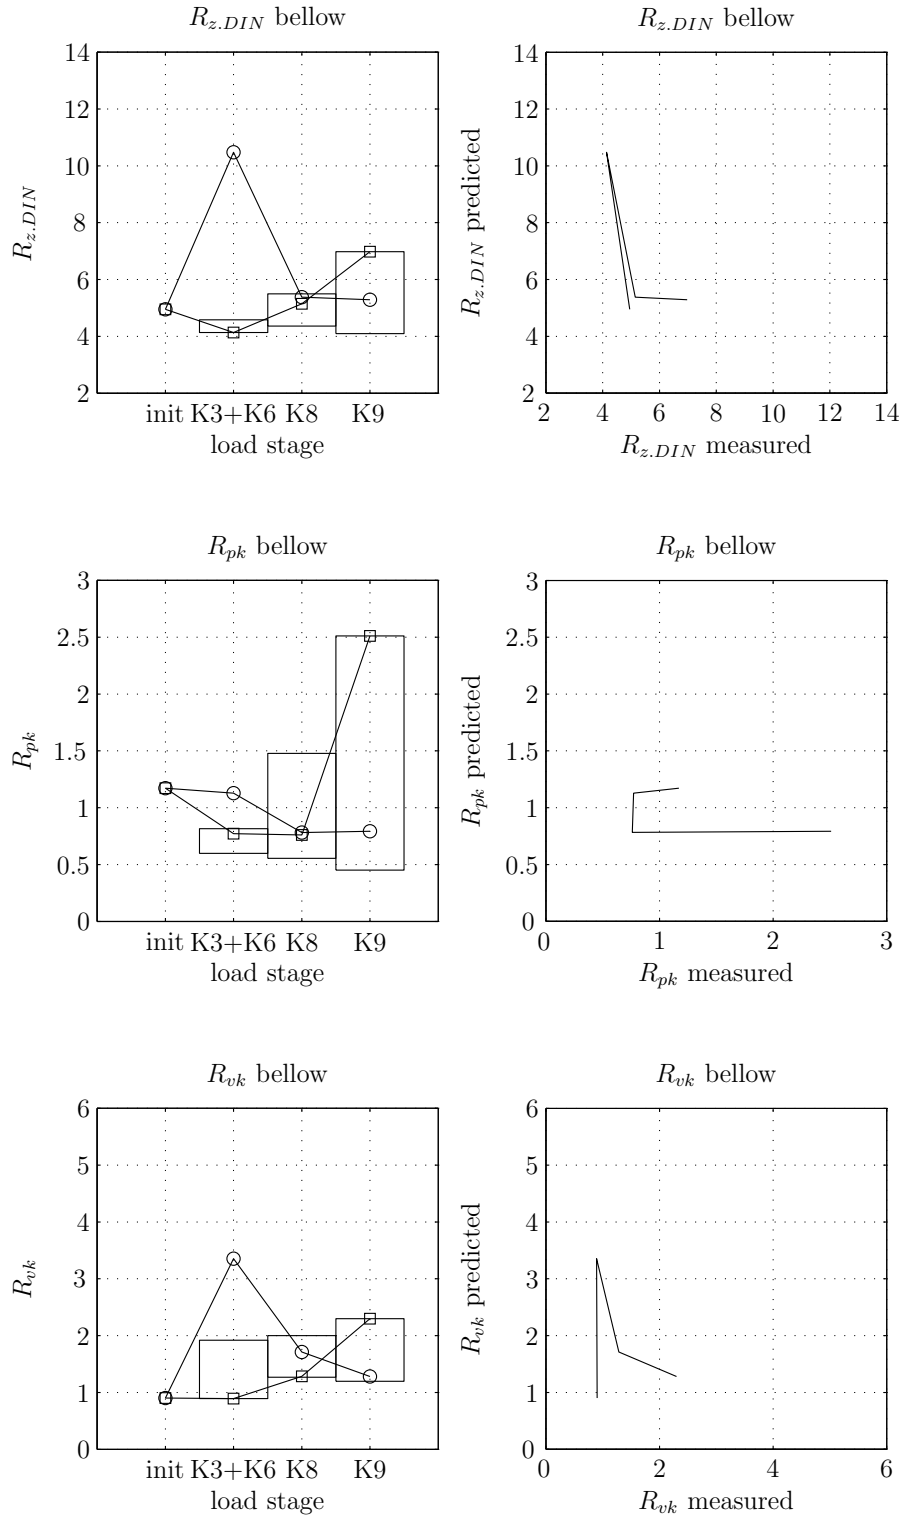 R_{z.DIN} bellow
14
12
10
8
6
4
2
R_{z.DIN}
init K3+K6 K8 K9
load stage
R_{z.DIN} bellow
14
12
10
8
6
4
2
R_{z.DIN} predicted
2 4 6 8 10 12 14
R_{z.DIN} measured
R_{pk} bellow
3
2.5
2
1.5
1
0.5
0
R_{pk}
init K3+K6 K8 K9
load stage
R_{pk} bellow
3
2.5
2
1.5
1
0.5
0
R_{pk} predicted
0 1 2 3
R_{pk} measured
R_{vk} bellow
6
5
4
3
2
1
0
R_{vk}
init K3+K6 K8 K9
load stage
R_{vk} bellow
6
5
4
3
2
1
0
R_{vk} predicted
0 2 4 6
R_{vk} measured